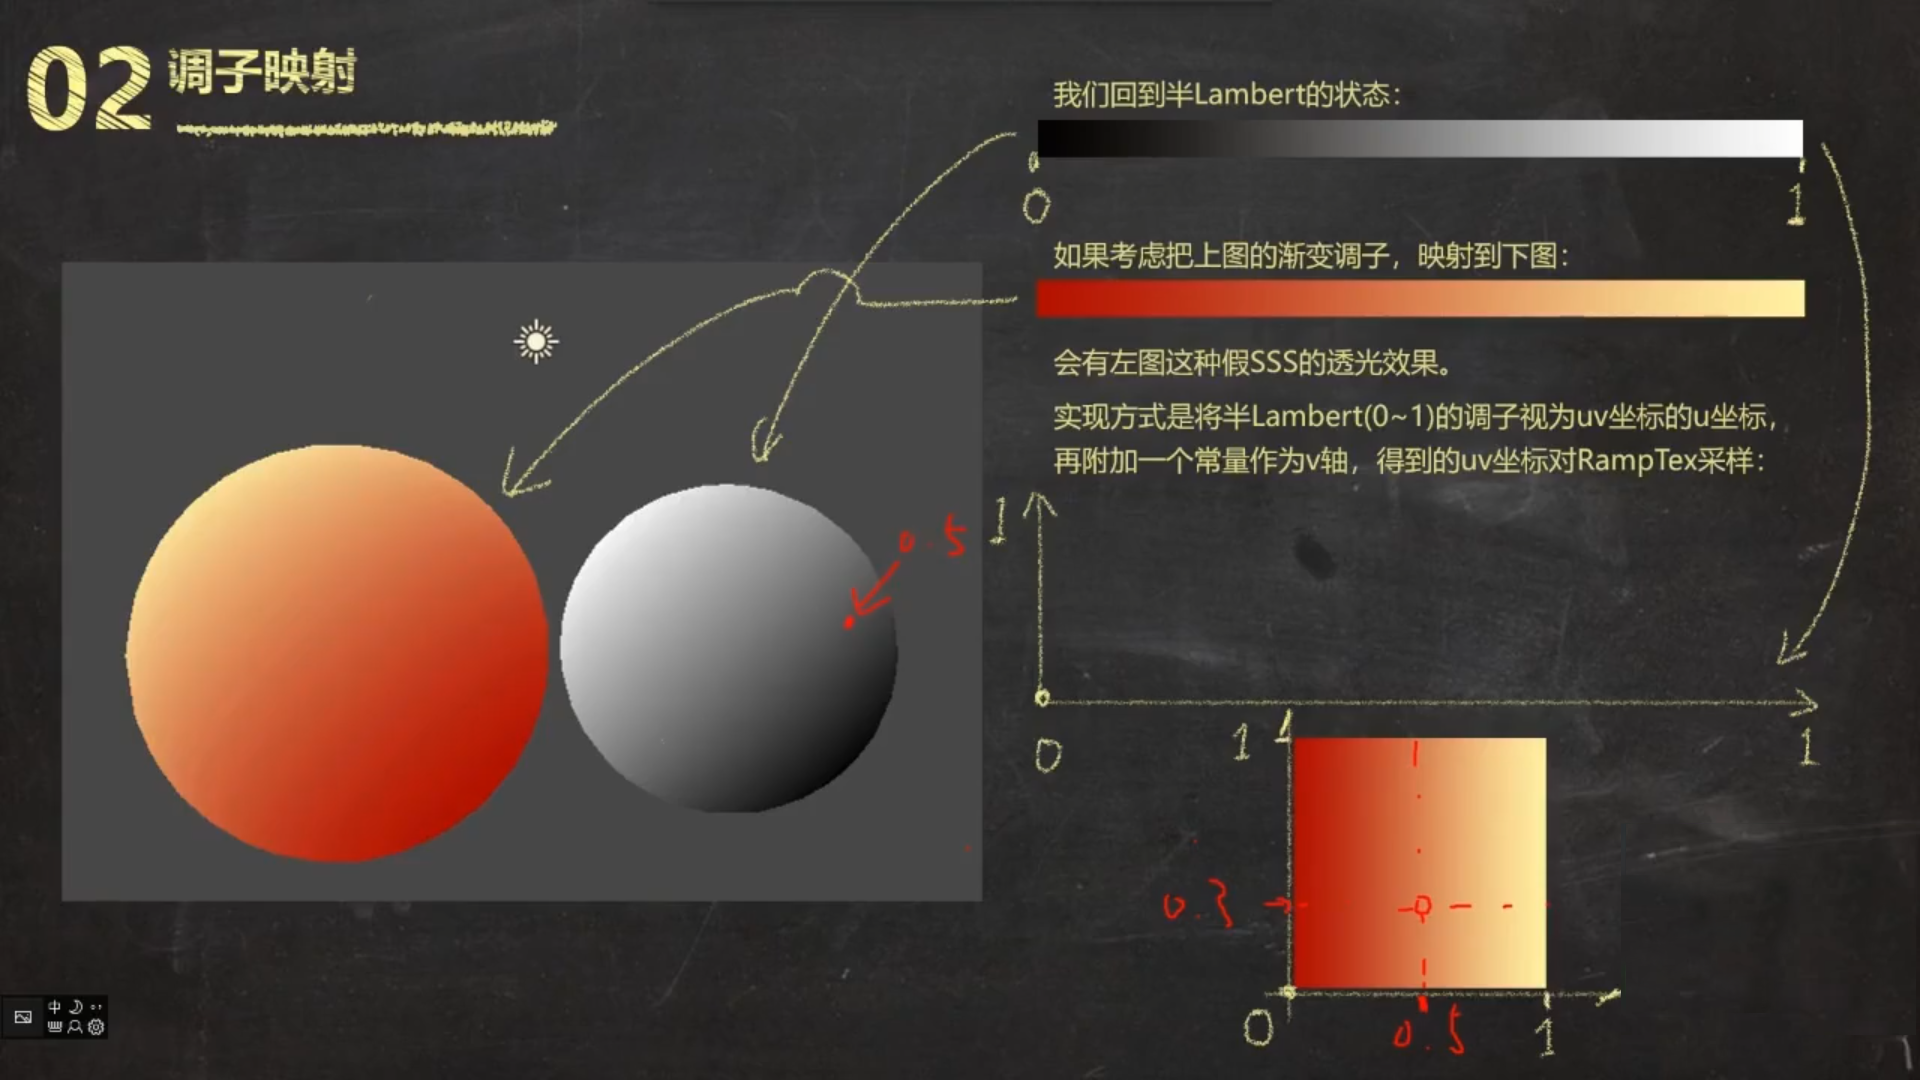 02 调子映射
我们回到半Lambert的状态：
0 1
如果考虑把上图的渐变调子，映射到下图：
会有左图这种假SSS的透光效果。
实现方式是将半Lambert(0~1)的调子视为uv坐标的u坐标，
再附加一个常量作为v轴，得到的uv坐标对RampTex采样：
0.5
1
0 1
1
0.3
0 0.5 1
中